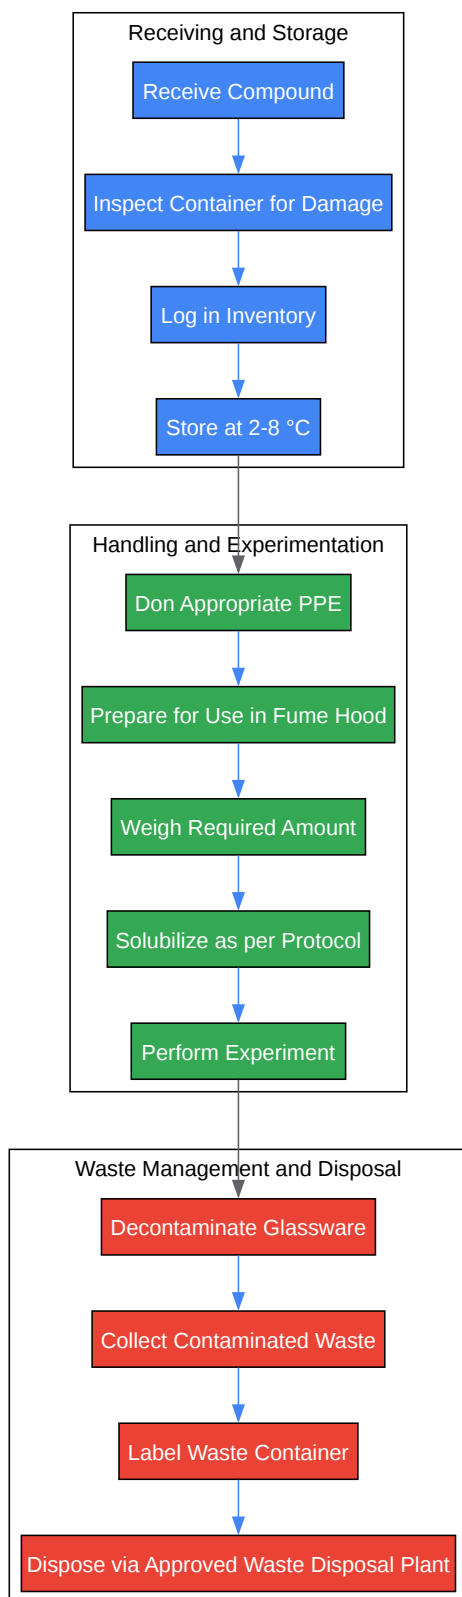 Receiving and Storage
Receive Compound
Inspect Container for Damage
Log in Inventory
Store at 2-8 °C
Handling and Experimentation
Don Appropriate PPE
Prepare for Use in Fume Hood
Weigh Required Amount
Solubilize as per Protocol
Perform Experiment
Waste Management and Disposal
Decontaminate Glassware
Collect Contaminated Waste
Label Waste Container
Dispose via Approved Waste Disposal Plant